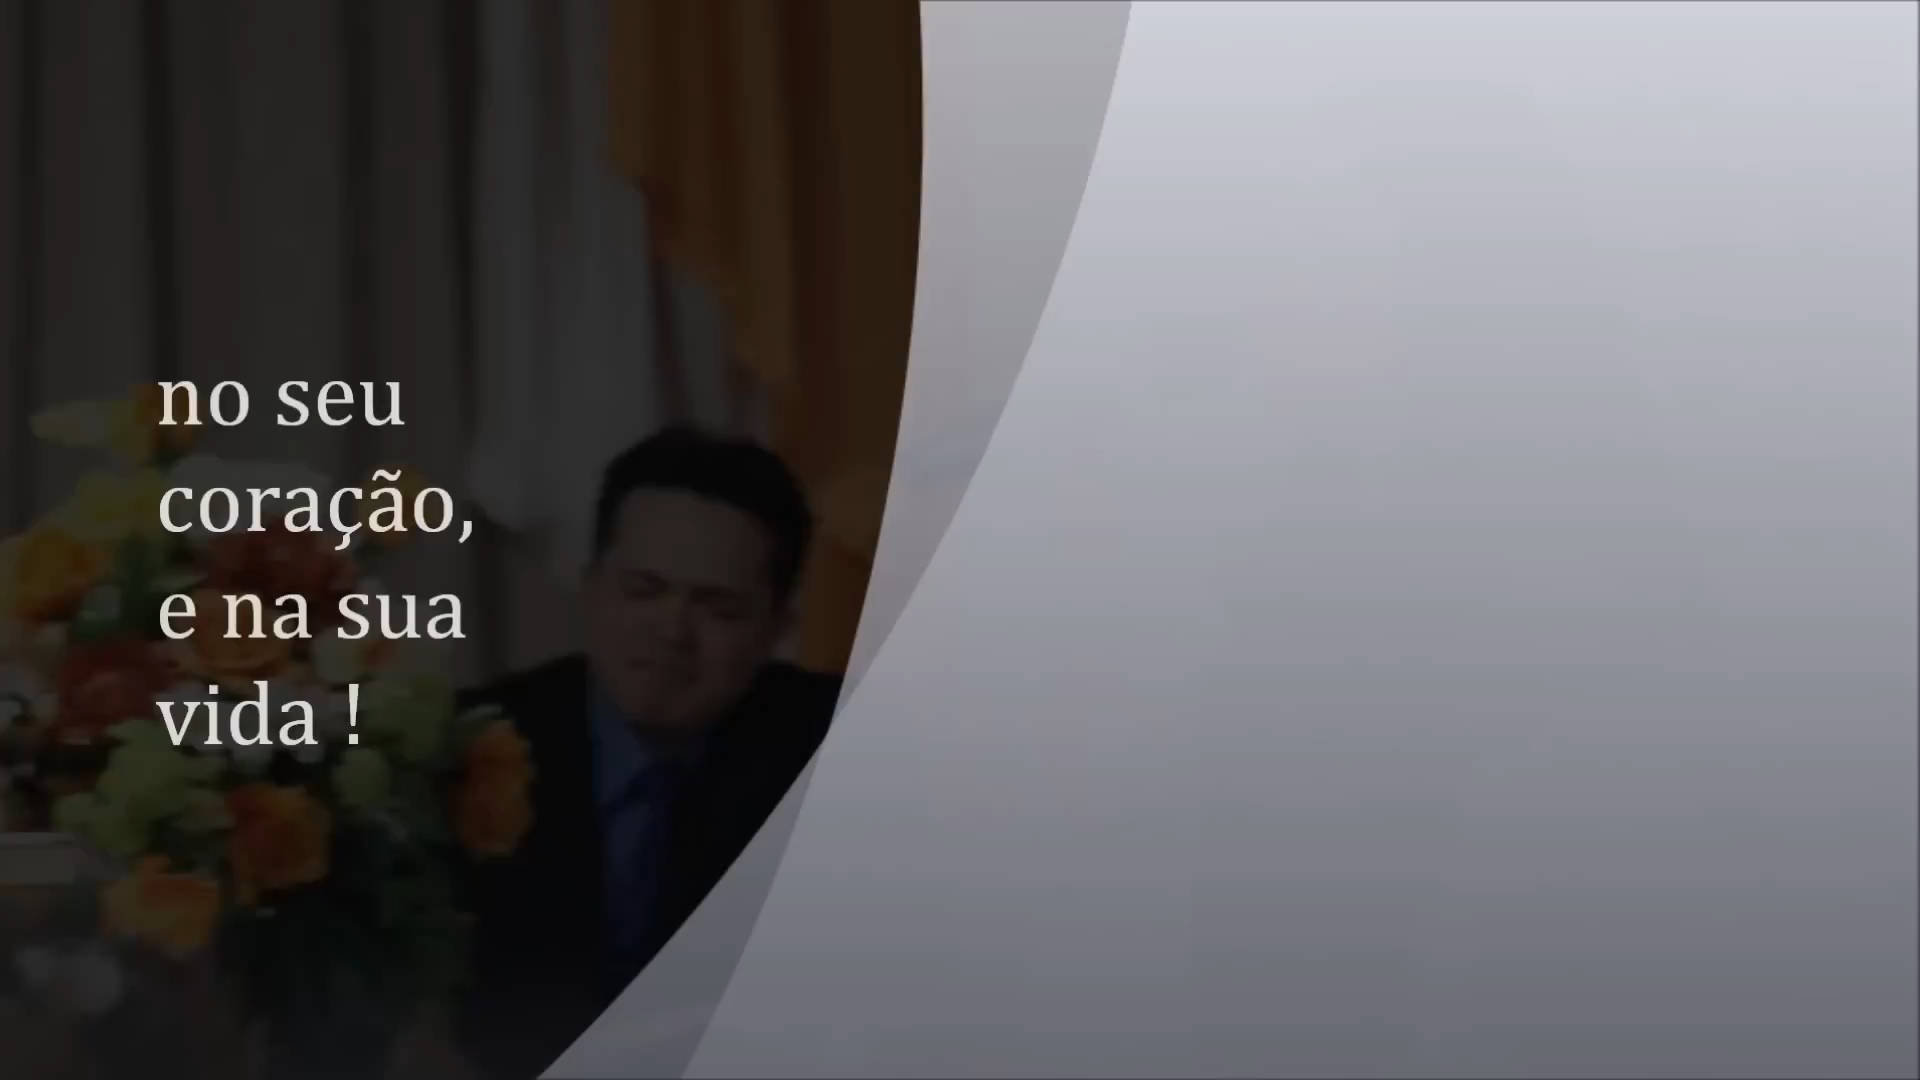 no seu
coração,
e na sua
vida !